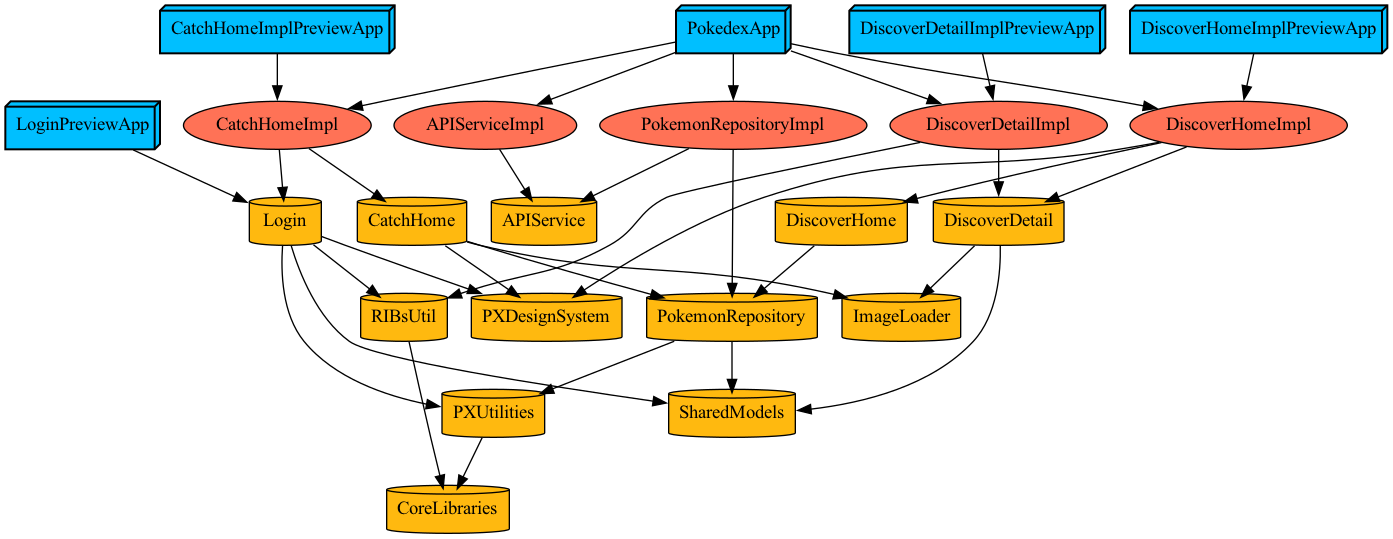 CatchHomeImplPreviewApp
PokedexApp
DiscoverDetailImplPreviewApp
DiscoverHomeImplPreviewApp
LoginPreviewApp
CatchHomeImpl
APIServiceImpl
PokemonRepositoryImpl
DiscoverDetailImpl
DiscoverHomeImpl
Login
CatchHome
APIService
DiscoverHome
DiscoverDetail
RIBsUtil
PXDesignSystem
PokemonRepository
ImageLoader
PXUtilities
SharedModels
CoreLibraries